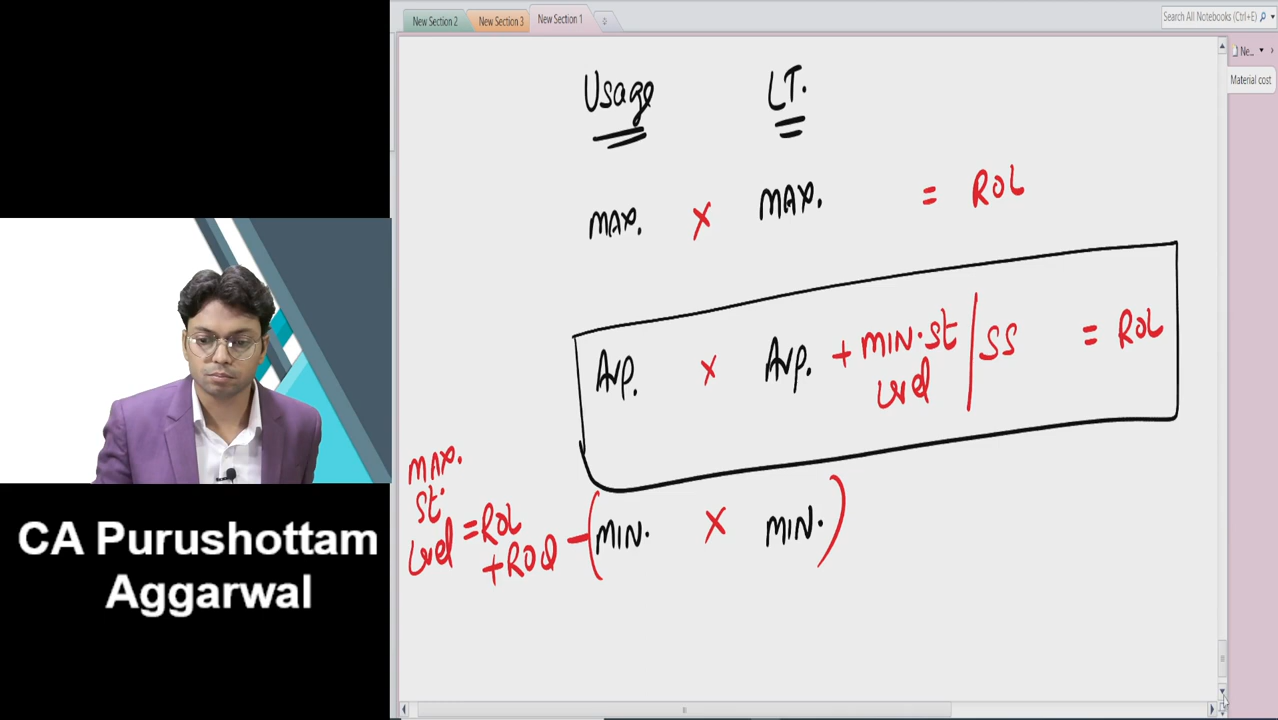 New Section 2 New Section 3 New Section 1
Search All Notebooks (Ctrl+E)
Ne...
Material cost
Usage LT.
MAX. × MAX. = ROL
Avg. × Avg. + MIN. St level / SS = ROL
MAX. St. level = ROL + ROQ - (MIN. × MIN.)
CA Purushottam
Aggarwal